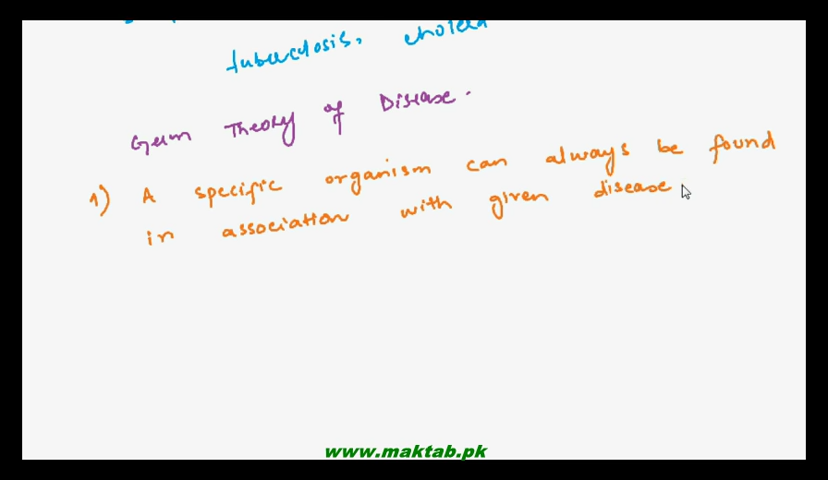 tuberculosis, cholera
Germ Theory of Disease.
1) A specific organism can always be found
in association with given disease
www.maktab.pk